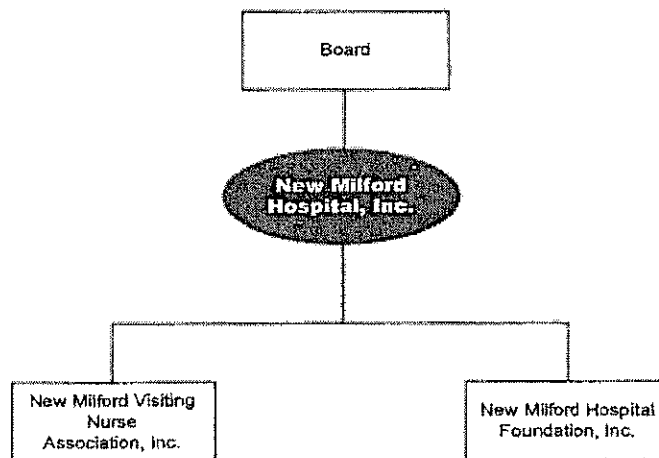 Board
New Milford
Hospital, Inc.
New Milford Visiting
Nurse
Association, Inc.
New Milford Hospital
Foundation, Inc.